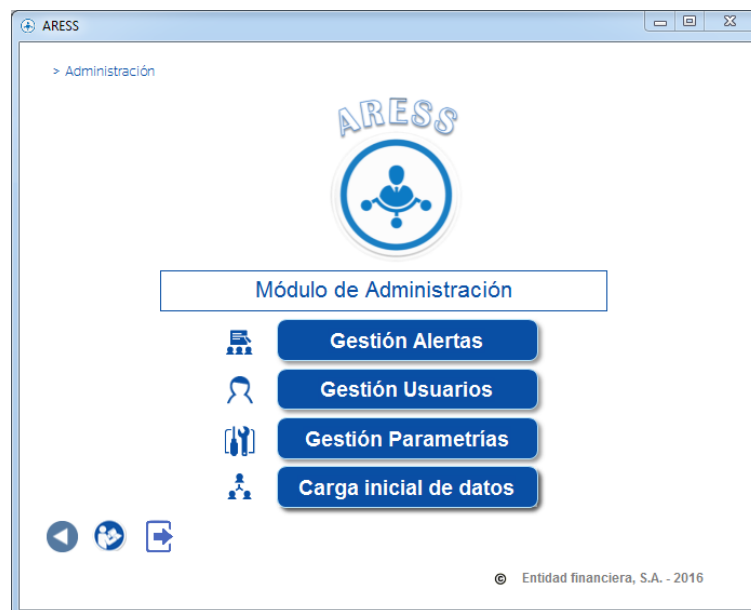 ARESS
> Administración
ARESS
Módulo de Administración
Gestión Alertas
Gestión Usuarios
Gestión Parametrías
Carga inicial de datos
© Entidad financiera, S.A. - 2016